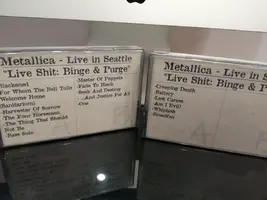 Metallica - Live in Seattle
"Live Shit: Binge & Purge"
-Blackened
-For Whom The Bell Tolls
-Welcome Home
(Sanitarium)
-Harvester Of Sorrow
-The Four Horsemen
-The Thing That Should
Not Be
-Bass Solo
-Master Of Puppets
-Fade To Black
-Seek And Destroy
-...And Justice For All
-One
Metallica - Live in S
"Live Shit: Binge & P
-Creeping Death
-Battery
-Last Caress
-Am I Evil?
-Whiplash
-Breadfan